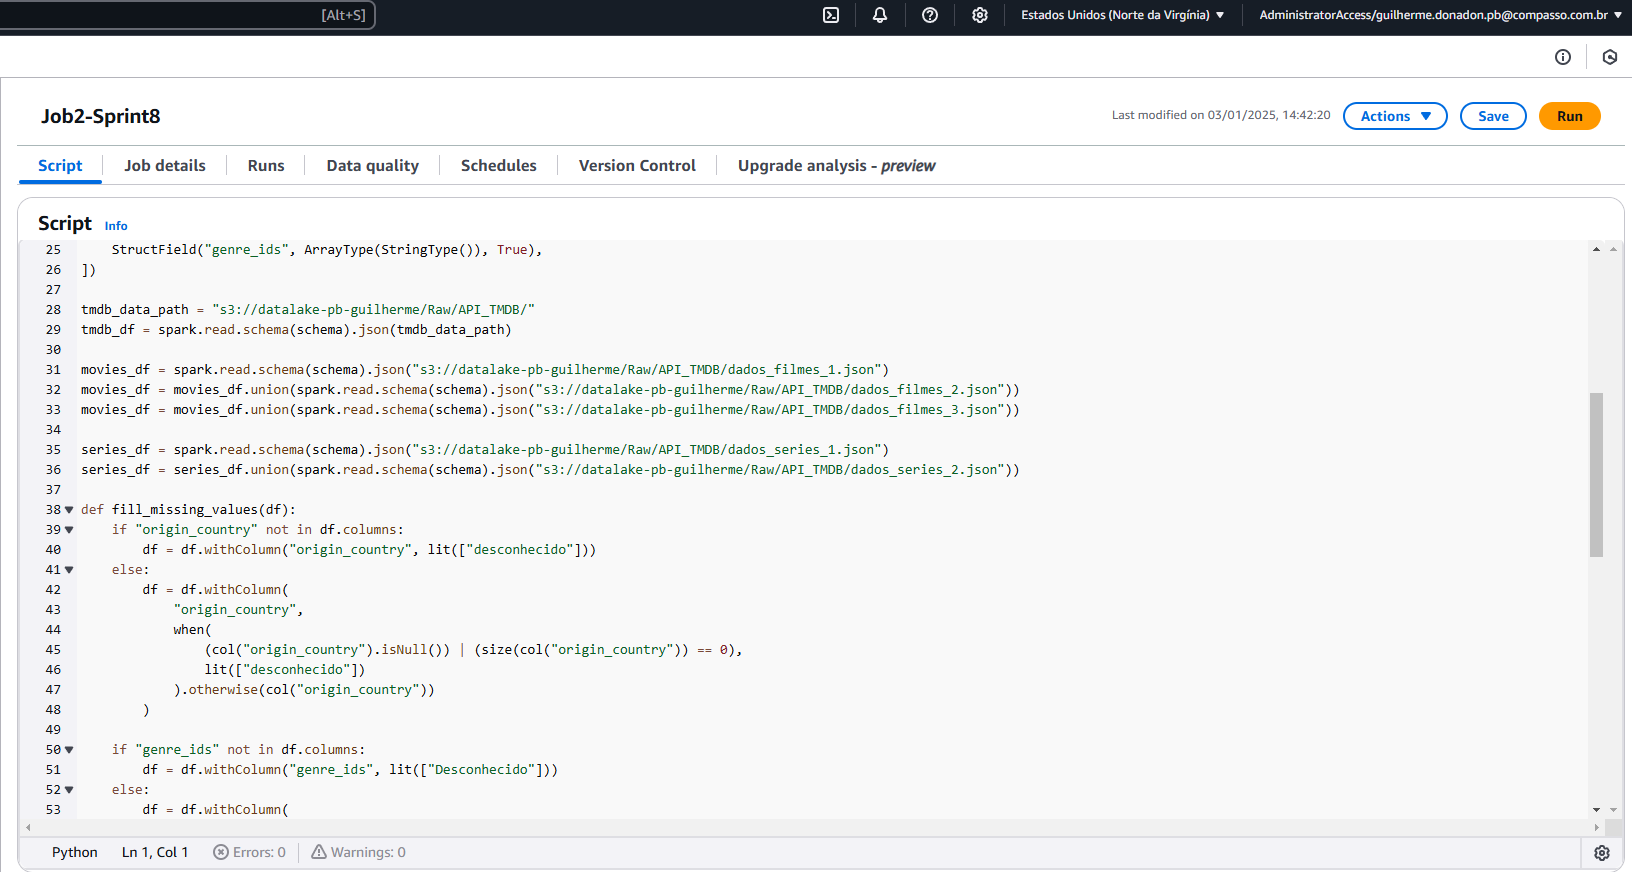 [Alt+S]
Estados Unidos (Norte da Virgínia) ▼
AdministratorAccess/guilherme.donadon.pb@compasso.com.br ▼
Job2-Sprint8
Last modified on 03/01/2025, 14:42:20
Actions ▼
Save
Run
Script
Job details
Runs
Data quality
Schedules
Version Control
Upgrade analysis - preview
Script Info
25     StructField("genre_ids", ArrayType(StringType()), True),
26 ])
27
28 tmdb_data_path = "s3://datalake-pb-guilherme/Raw/API_TMDB/"
29 tmdb_df = spark.read.schema(schema).json(tmdb_data_path)
30
31 movies_df = spark.read.schema(schema).json("s3://datalake-pb-guilherme/Raw/API_TMDB/dados_filmes_1.json")
32 movies_df = movies_df.union(spark.read.schema(schema).json("s3://datalake-pb-guilherme/Raw/API_TMDB/dados_filmes_2.json"))
33 movies_df = movies_df.union(spark.read.schema(schema).json("s3://datalake-pb-guilherme/Raw/API_TMDB/dados_filmes_3.json"))
34
35 series_df = spark.read.schema(schema).json("s3://datalake-pb-guilherme/Raw/API_TMDB/dados_series_1.json")
36 series_df = series_df.union(spark.read.schema(schema).json("s3://datalake-pb-guilherme/Raw/API_TMDB/dados_series_2.json"))
37
38 def fill_missing_values(df):
39     if "origin_country" not in df.columns:
40         df = df.withColumn("origin_country", lit(["desconhecido"]))
41     else:
42         df = df.withColumn(
43             "origin_country",
44             when(
45                 (col("origin_country").isNull()) | (size(col("origin_country")) == 0),
46                 lit(["desconhecido"])
47             ).otherwise(col("origin_country"))
48         )
49
50     if "genre_ids" not in df.columns:
51         df = df.withColumn("genre_ids", lit(["Desconhecido"]))
52     else:
53         df = df.withColumn(
Python Ln 1, Col 1 Errors: 0 Warnings: 0